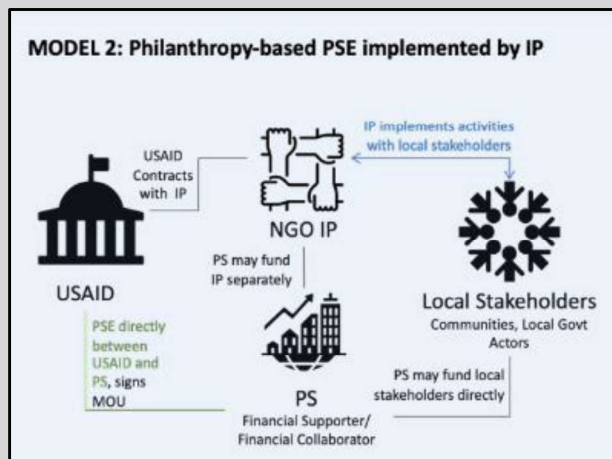 MODEL 2: Philanthropy-based PSE implemented by IP
USAID
Contracts
with IP
IP implements activities
with local stakeholders
NGO IP
PS may fund
IP separately
USAID
Local Stakeholders
Communities, Local Govt
Actors
PSE directly
between
USAID and
PS, signs
MOU
PS
Financial Supporter/
Financial Collaborator
PS may fund local
stakeholders directly